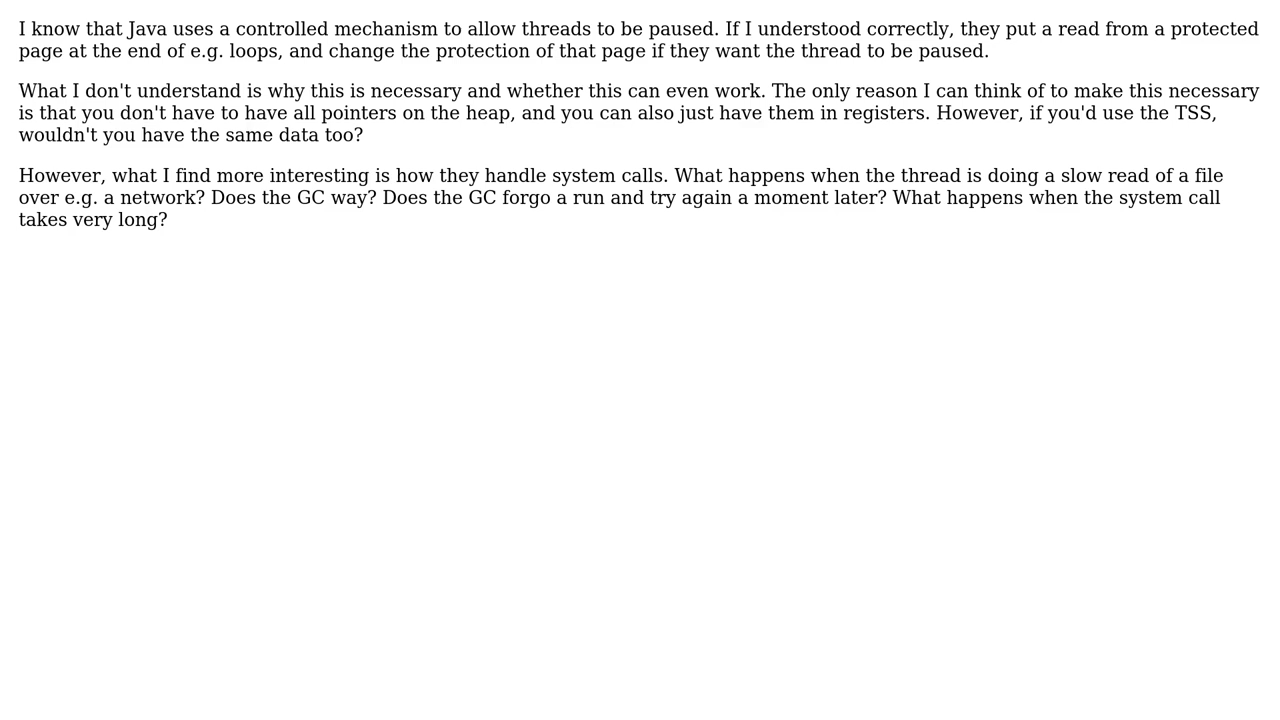 I know that Java uses a controlled mechanism to allow threads to be paused. If I understood correctly, they put a read from a protected
page at the end of e.g. loops, and change the protection of that page if they want the thread to be paused.
What I don't understand is why this is necessary and whether this can even work. The only reason I can think of to make this necessary
is that you don't have to have all pointers on the heap, and you can also just have them in registers. However, if you'd use the TSS,
wouldn't you have the same data too?
However, what I find more interesting is how they handle system calls. What happens when the thread is doing a slow read of a file
over e.g. a network? Does the GC way? Does the GC forgo a run and try again a moment later? What happens when the system call
takes very long?